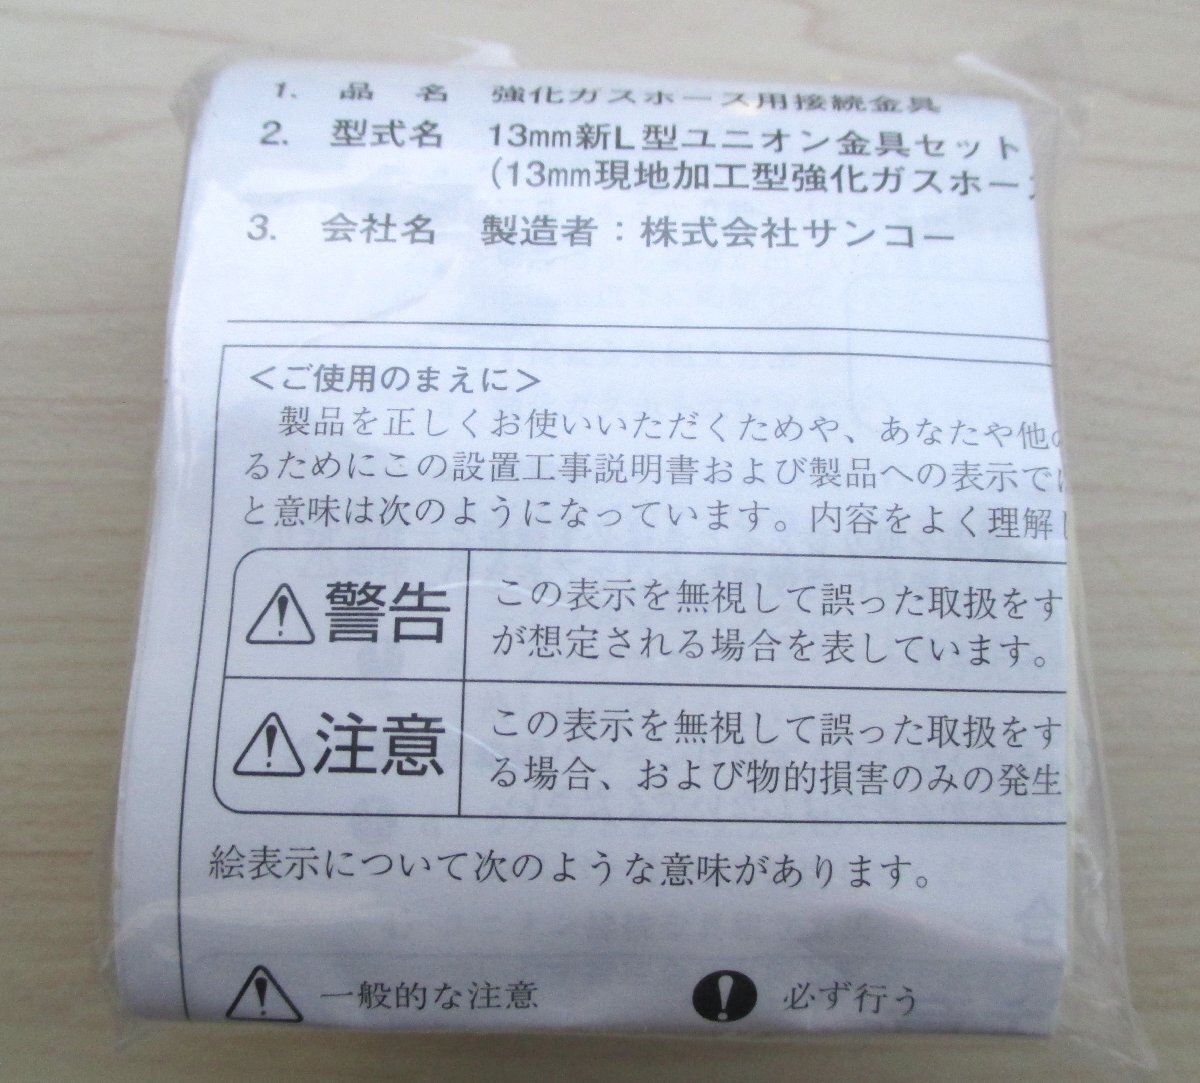 1. 品名 強化ガスホース用接続金具
2. 型式名 13mm新L型ユニオン金具セット
(13mm現地加工型強化ガスホー
3. 会社名 製造者：株式会社サンコー
＜ご使用のまえに＞
製品を正しくお使いいただくためや、あなたや他
るためにこの設置工事説明書および製品への表示で
と意味は次のようになっています。内容をよく理解
警告
この表示を無視して誤った取扱をす
が想定される場合を表しています。
注意
この表示を無視して誤った取扱をす
る場合、および物的損害のみの発生
絵表示について次のような意味があります。
一般的な注意 必ず行う